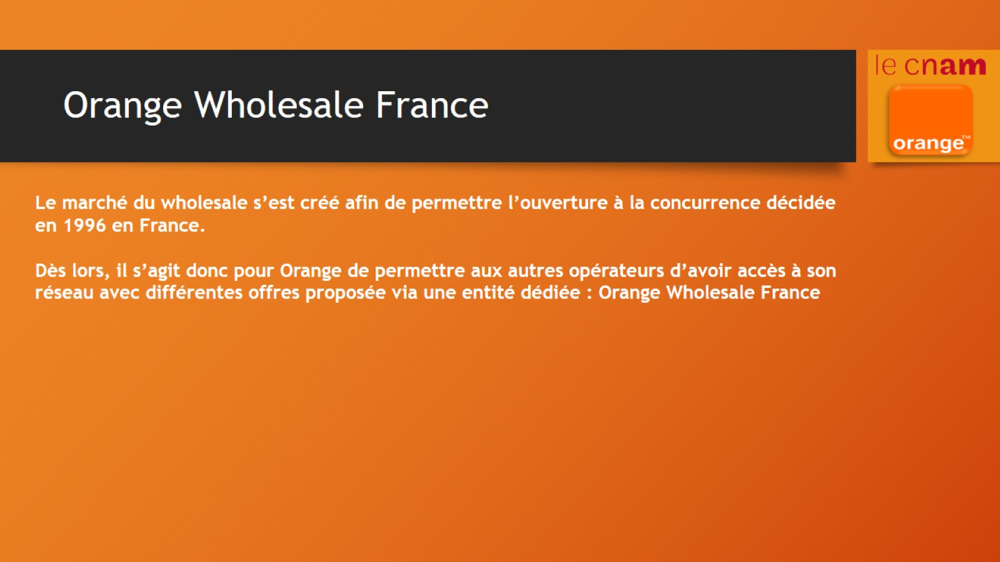 Orange Wholesale France
le cnam
orange™
Le marché du wholesale s’est créé afin de permettre l’ouverture à la concurrence décidée
en 1996 en France.
Dès lors, il s’agit donc pour Orange de permettre aux autres opérateurs d’avoir accès à son
réseau avec différentes offres proposée via une entité dédiée : Orange Wholesale France